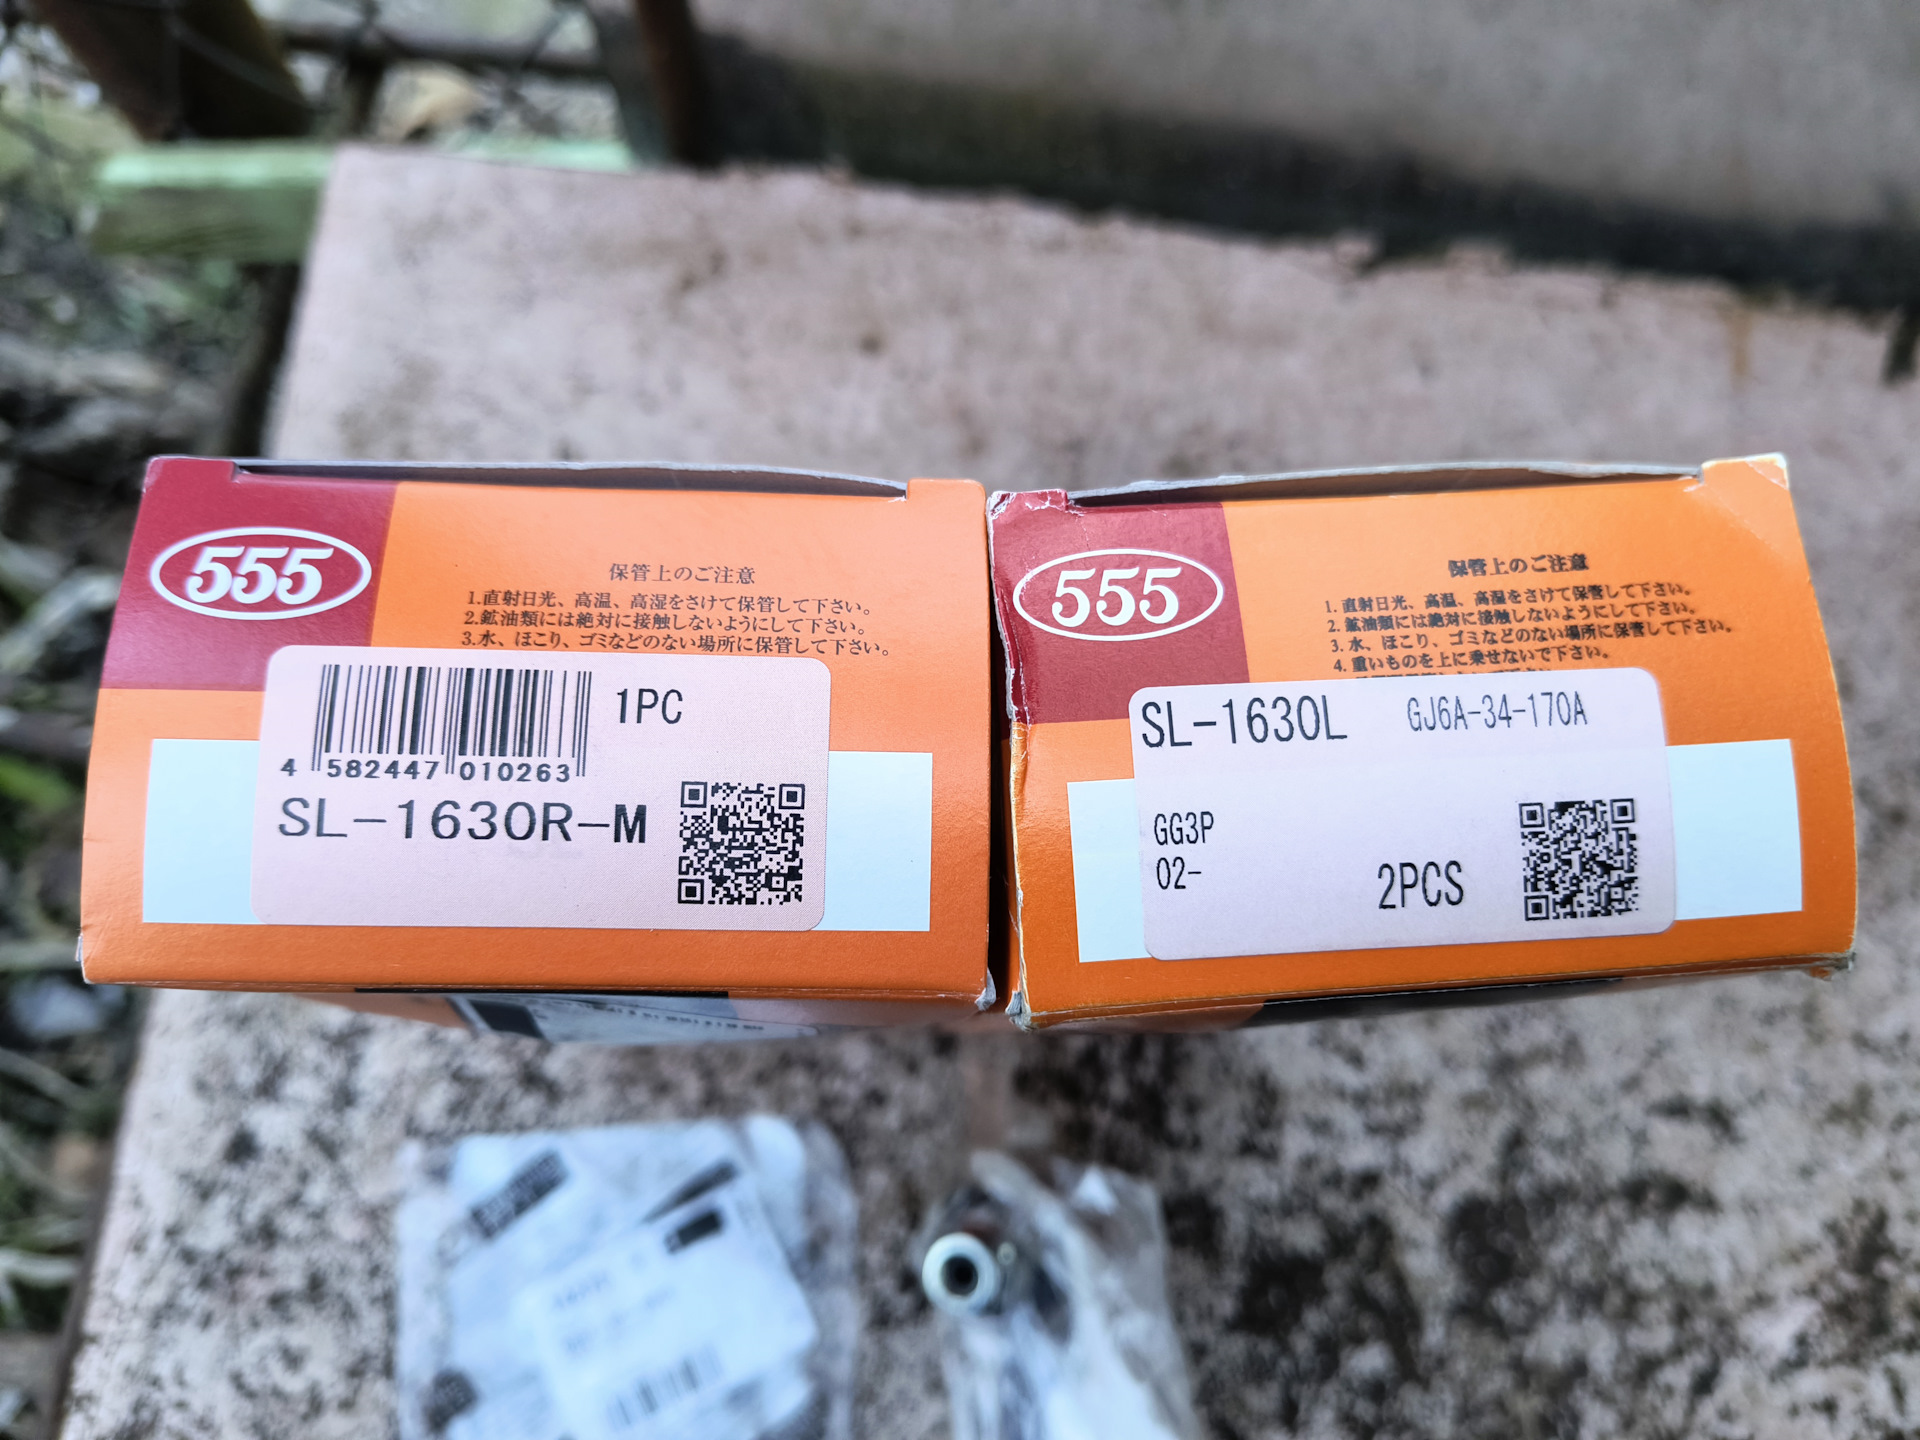 555
保管上のご注意
1.直射日光、高温、高湿をさけて保管して下さい。
2.鉱油類には絶対に接触しないようにして下さい。
3.水、ほこり、ゴミなどのない場所に保管して下さい。
1PC
4 582447 010263
SL-1630R-M
555
保管上のご注意
1. 直射日光、高温、高湿をさけて保管して下さい。
2. 鉱油類には絶対に接触しないようにして下さい。
3. 水、ほこり、ゴミなどのない場所に保管して下さい。
4. 重いものを上に乗せないで下さい。
SL-1630L GJ6A-34-170A
GG3P
02-
2PCS